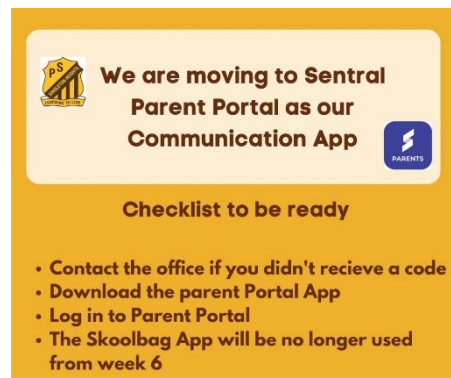 PS
We are moving to Sentral
Parent Portal as our
Communication App
PARENTS
Checklist to be ready
• Contact the office if you didn't recieve a code
• Download the parent Portal App
• Log in to Parent Portal
• The Skoolbag App will be no longer used
from week 6